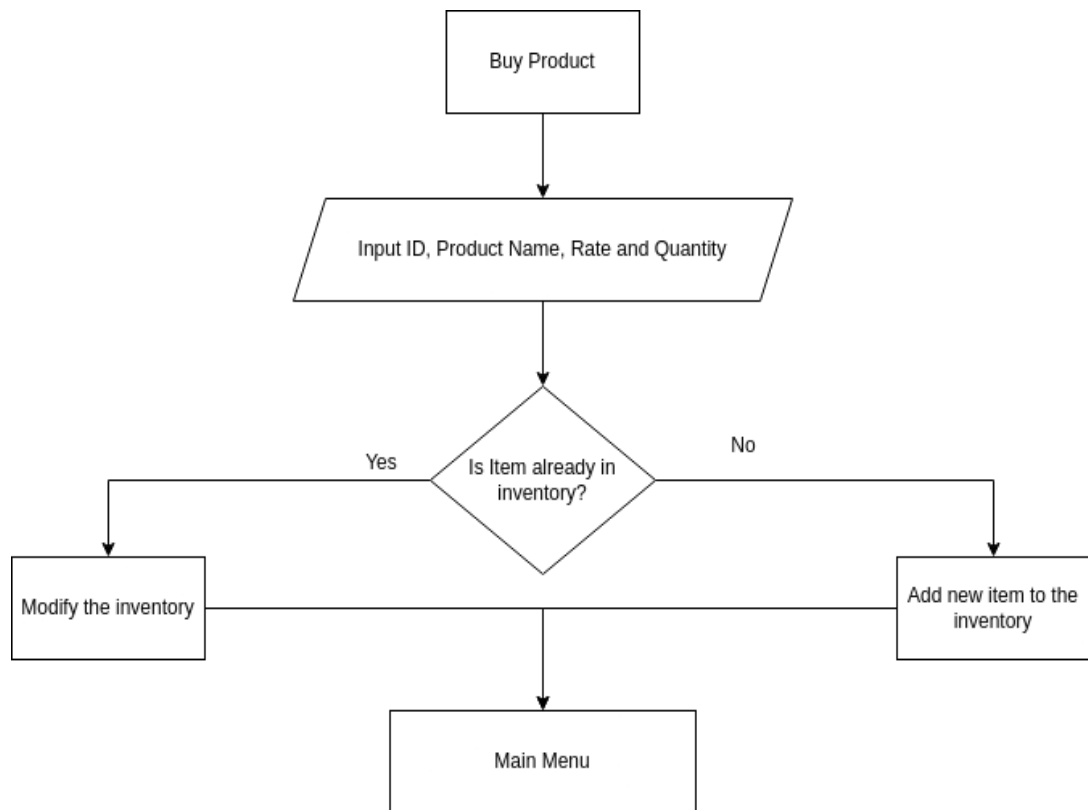 Buy Product
Input ID, Product Name, Rate and Quantity
Yes
No
Is Item already in
inventory?
Modify the inventory
Add new item to the
inventory
Main Menu